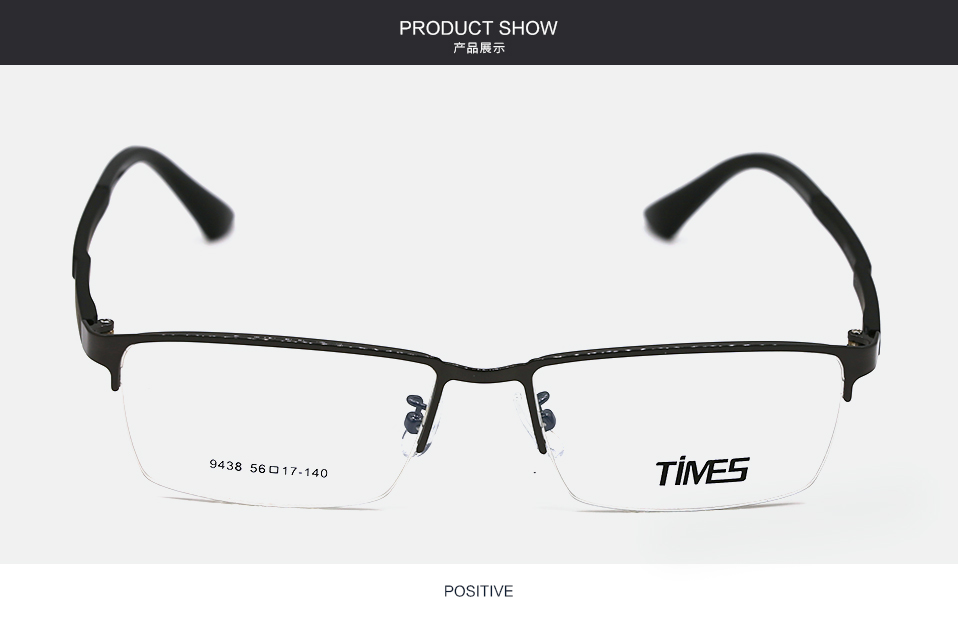 PRODUCT SHOW
产品展示
9438 56□17-140
TiMES
POSITIVE